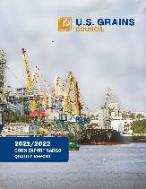 U.S. GRAINS
COUNCIL
2021/2022
CORN EXPORT CARGO
QUALITY REPORT